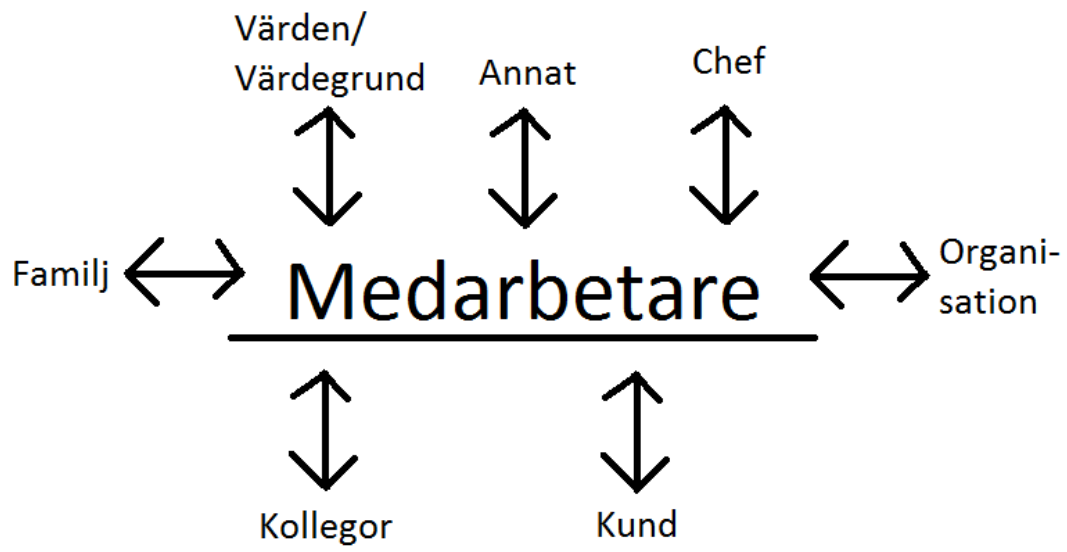 Värden/
Värdegrund
Annat
Chef
Familj
Medarbetare
Organi-
sation
Kollegor
Kund